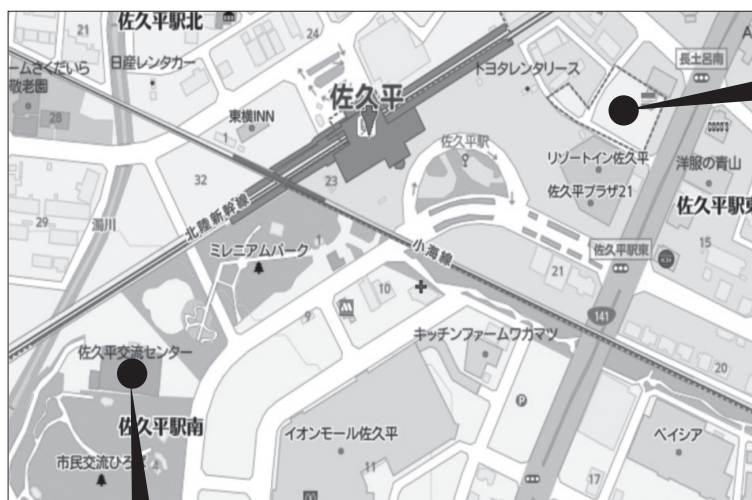 佐久平駅北
21
24
日産レンタカー
トヨタレンタリース
長土呂南
A
ームさくだいら
敬老園
28
佐久平
東横INN
1
佐久平駅
リゾートイン佐久平
洋服の青山
32
23
佐久平プラザ21
29
濁川
北陸新幹線
佐久平駅東
佐久平駅東
15
ミレニアムパーク
1
小海線
21
10
9
141
キッチンファームワカマツ
20
佐久平交流センター
佐久平駅南
イオンモール佐久平
P
ベイシア
市民交流ひろば
4
11
17